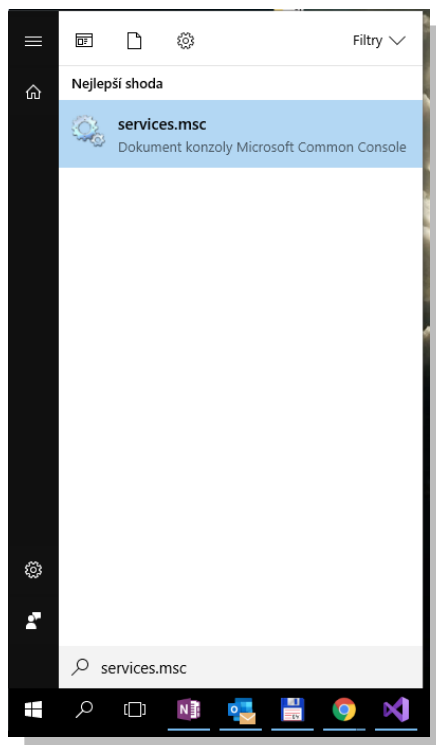 Filtry
Nejlepší shoda
services.msc
Dokument konzoly Microsoft Common Console
services.msc